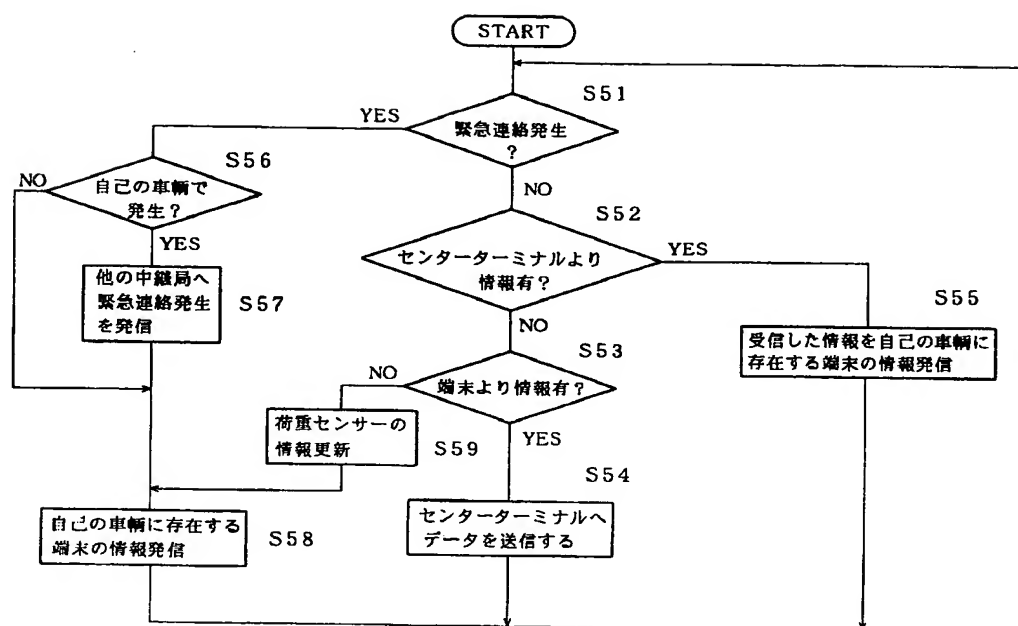 START
S51
YES
緊急連絡発生
?
S56
NO
自己の車輌で
発生?
NO
S52
YES
センターターミナルより
情報有?
YES
他の中継局へ
緊急連絡発生
を発信
S57
S55
NO
受信した情報を自己の車輌に
存在する端末の情報発信
S53
NO
端末より情報有?
荷重センサーの
情報更新
S59
YES
S54
自己の車輌に存在する
端末の情報発信
S58
センターターミナルへ
データを送信する